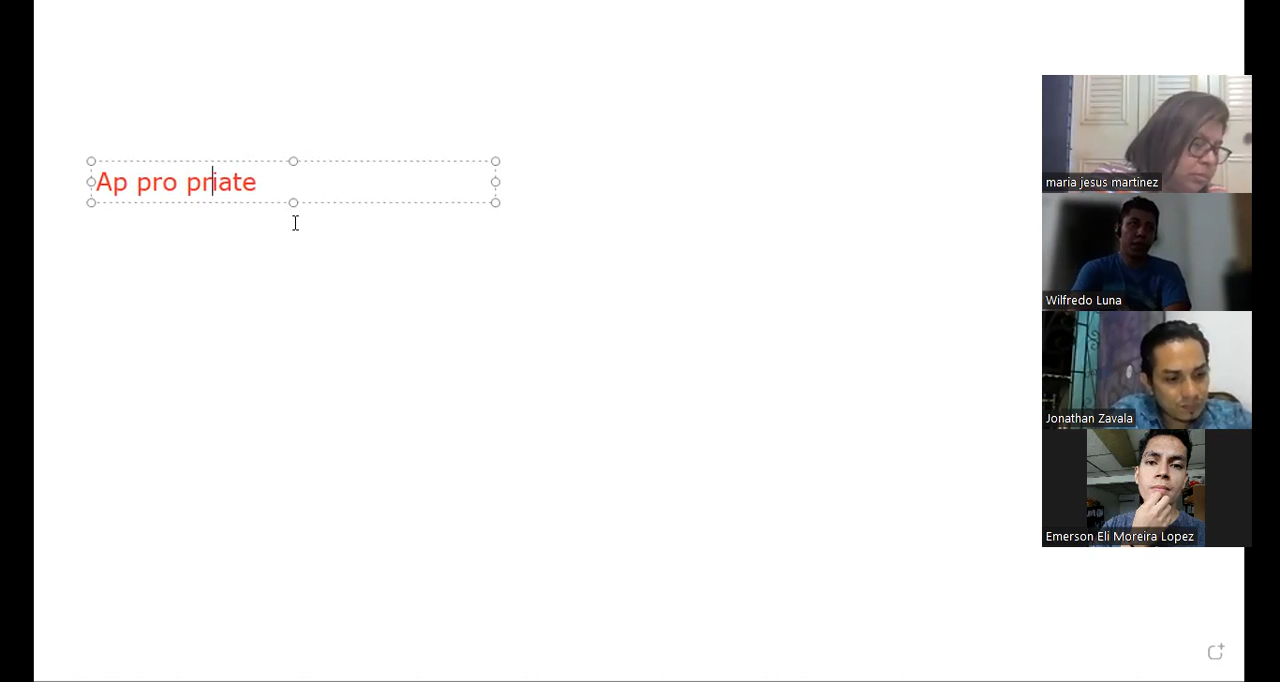 Ap pro priate
maria jesus martinez
Wilfredo Luna
Jonathan Zavala
Emerson Eli Moreira Lopez